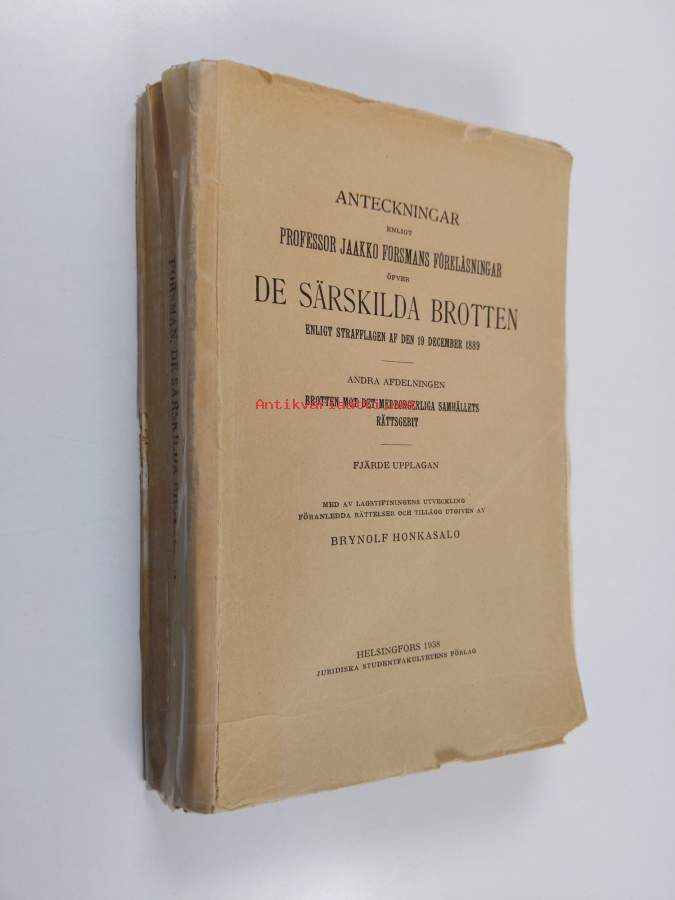 ANTECKNINGAR
ENLIGT
PROFESSOR JAAKKO FORSMANS FÖRELÄSNINGAR
ÖFVER
DE SÄRSKILDA BROTTEN
ENLIGT STRAFFLAGEN AF DEN 19 DECEMBER 1889
ANDRA AFDELNINGEN
BROTTEN MOT DET MEDBORGERLIGA SAMHÄLLETS
RÄTTSGEBIT
FJÄRDE UPPLAGAN
MED AV LAGSTIFTNINGENS UTVECKLING
FÖRANLEDDA RÄTTELSER OCH TILLÄGG UTGIVEN AV
BRYNOLF HONKASALO
HELSINGFORS 1938
JURIDISKA STUDENTFAKULTETENS FÖRLAG
FORSMAN, DE SÄRSKILDA